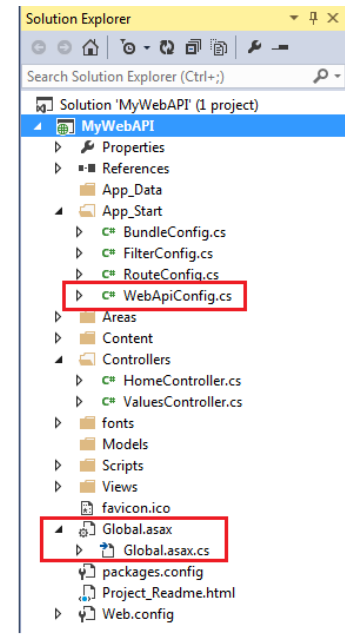 Solution Explorer
Search Solution Explorer (Ctrl+;)
Solution 'MyWebAPI' (1 project)
MyWebAPI
Properties
References
App_Data
App_Start
C# BundleConfig.cs
C# FilterConfig.cs
C# RouteConfig.cs
C# WebApiConfig.cs
Areas
Content
Controllers
C# HomeController.cs
C# ValuesController.cs
fonts
Models
Scripts
Views
favicon.ico
Global.asax
Global.asax.cs
packages.config
Project_Readme.html
Web.config